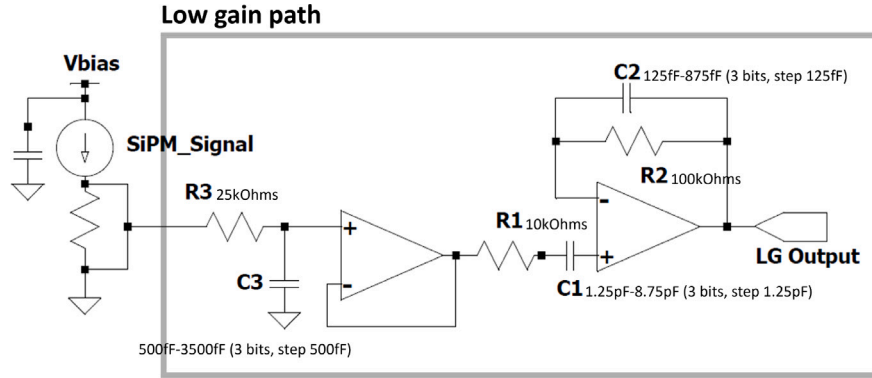 Low gain path
Vbias
C2 125fF-875fF (3 bits, step 125fF)
SiPM_Signal
R2 100kOhms
R3 25kOhms
R1 10kOhms
LG Output
C3
C1 1.25pF-8.75pF (3 bits, step 1.25pF)
500fF-3500fF (3 bits, step 500fF)
+
-
-
+